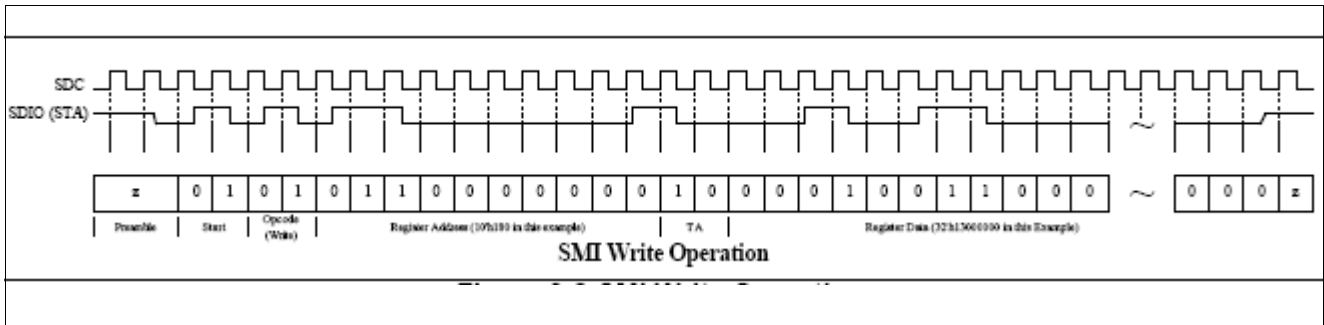 SDC
SDIO (STA)
z 0 1 0 1 0 1 1 0 0 0 0 0 0 0 1 0 0 0 0 1 0 0 1 1 0 0 0 ~ 0 0 0 z
Preamble Start Opcode (Write) Register Address (10'h180 in this example) TA Register Data (in this Example)
SMI Write Operation